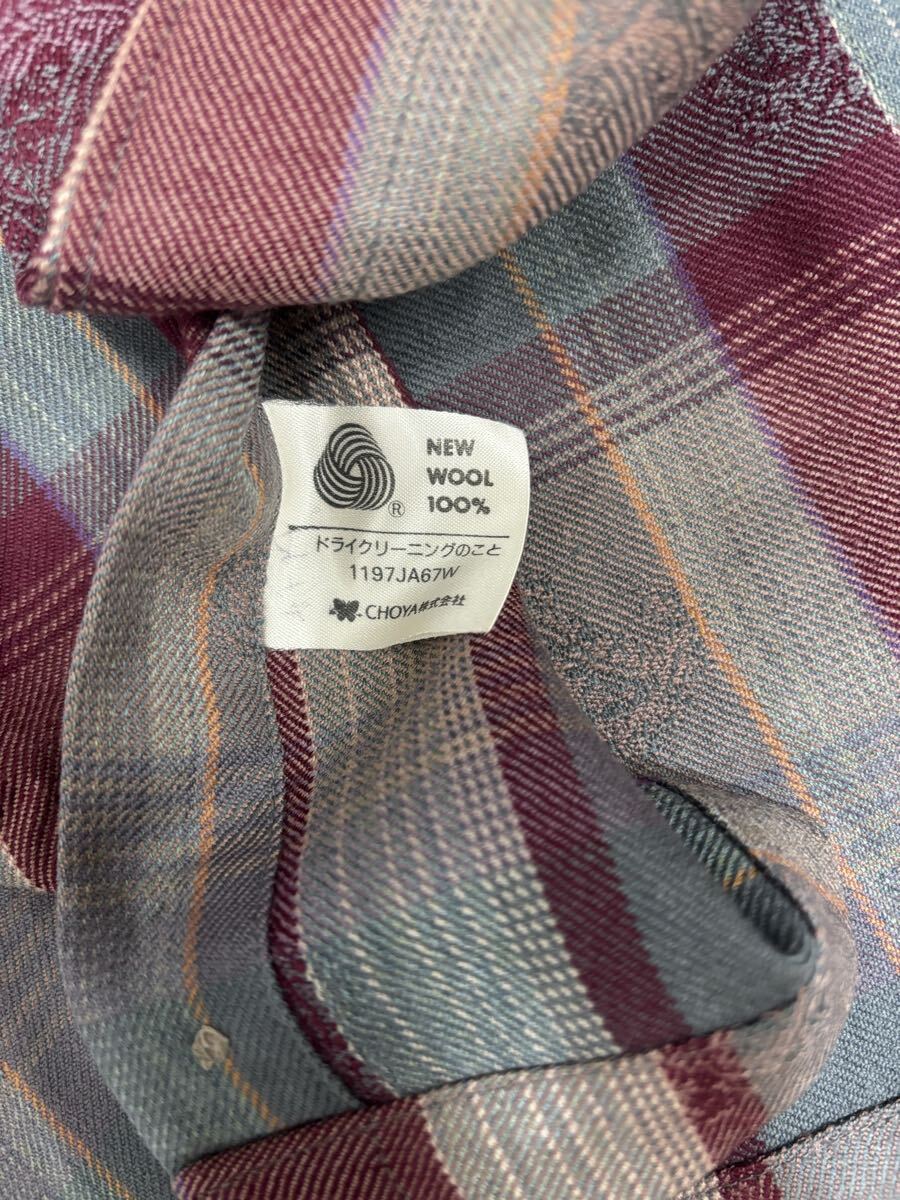 NEW
WOOL
® 100%
ドライクリーニングのこと
1197JA67W
CHOYA株式会社